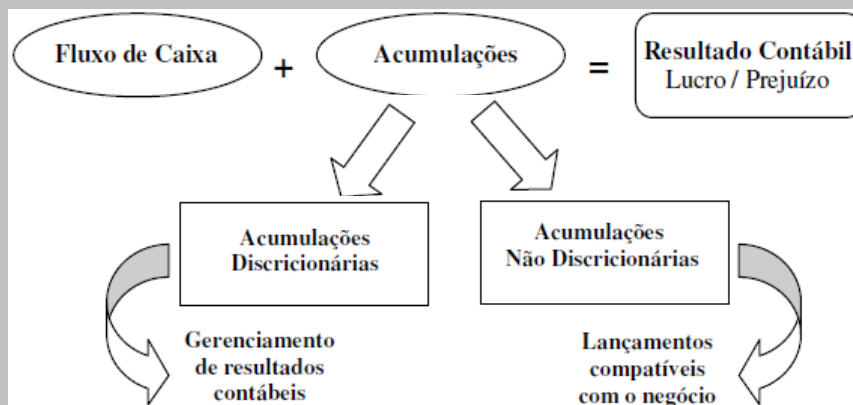 Fluxo de Caixa
+
Acumulações
=
Resultado Contábil
Lucro / Prejuízo
Acumulações
Discricionárias
Acumulações
Não Discricionárias
Gerenciamento
de resultados
contábeis
Lançamentos
compatíveis
com o negócio